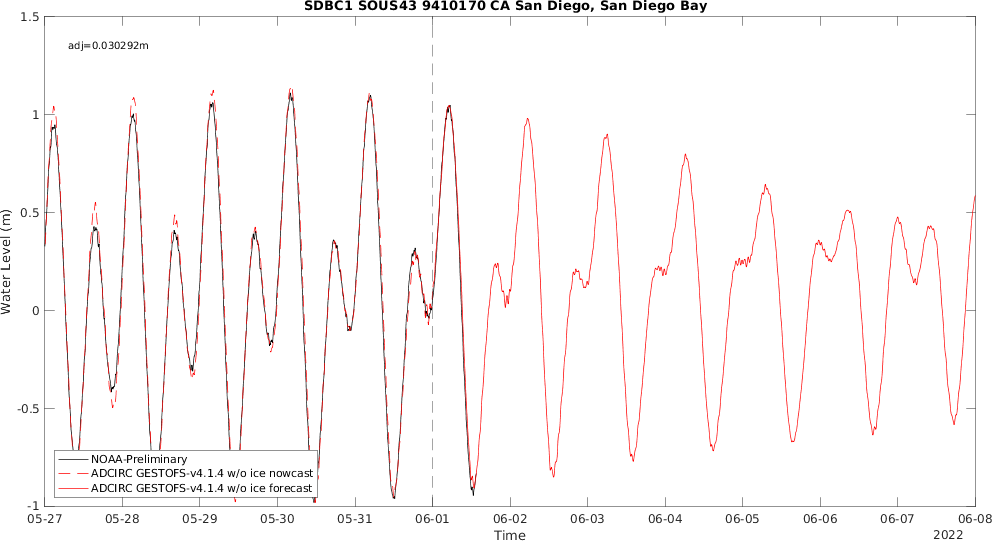 SDBC1 SOUS43 9410170 CA San Diego, San Diego Bay
adj=0.030292m
1.5
1
0.5
0
-0.5
-1
Water Level (m)
NOAA-Preliminary
ADCIRC GESTOFS-v4.1.4 w/o ice nowcast
ADCIRC GESTOFS-v4.1.4 w/o ice forecast
05-27 05-28 05-29 05-30 05-31 06-01 06-02 06-03 06-04 06-05 06-06 06-07 06-08
Time
2022